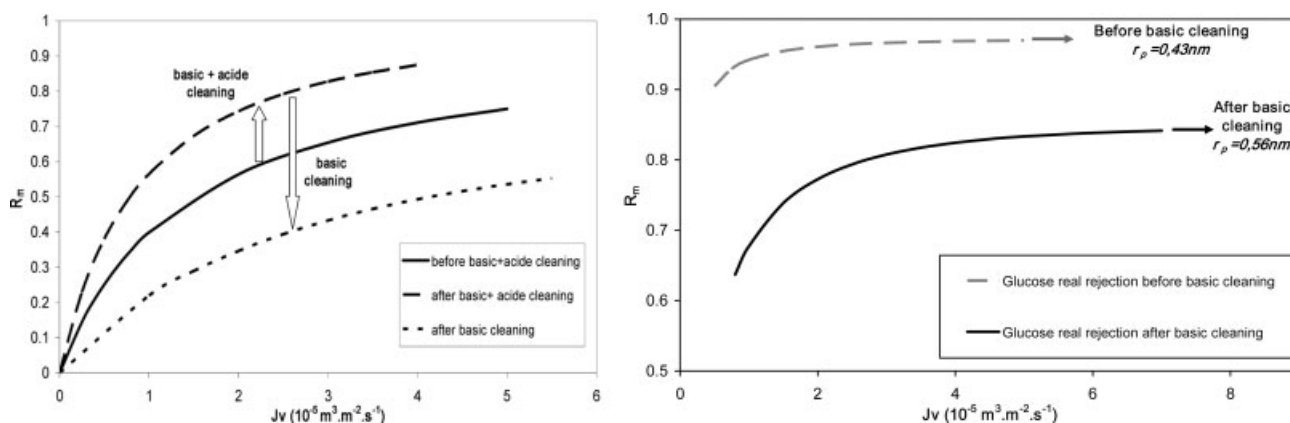 1
0.9
0.8
0.7
0.6
0.5
0.4
0.3
0.2
0.1
0
R_m
basic + acide
cleaning
basic
cleaning
before basic+acide cleaning
after basic+ acide cleaning
after basic cleaning
0 1 2 3 4 5 6
Jv (10⁻⁵ m³.m⁻².s⁻¹)
1.0
0.9
0.8
0.7
0.6
0.5
R_m
Before basic cleaning
r_p =0,43nm
After basic
cleaning
r_p =0,56nm
Glucose real rejection before basic cleaning
Glucose real rejection after basic cleaning
0 2 4 6 8
Jv (10⁻⁵ m³.m⁻².s⁻¹)